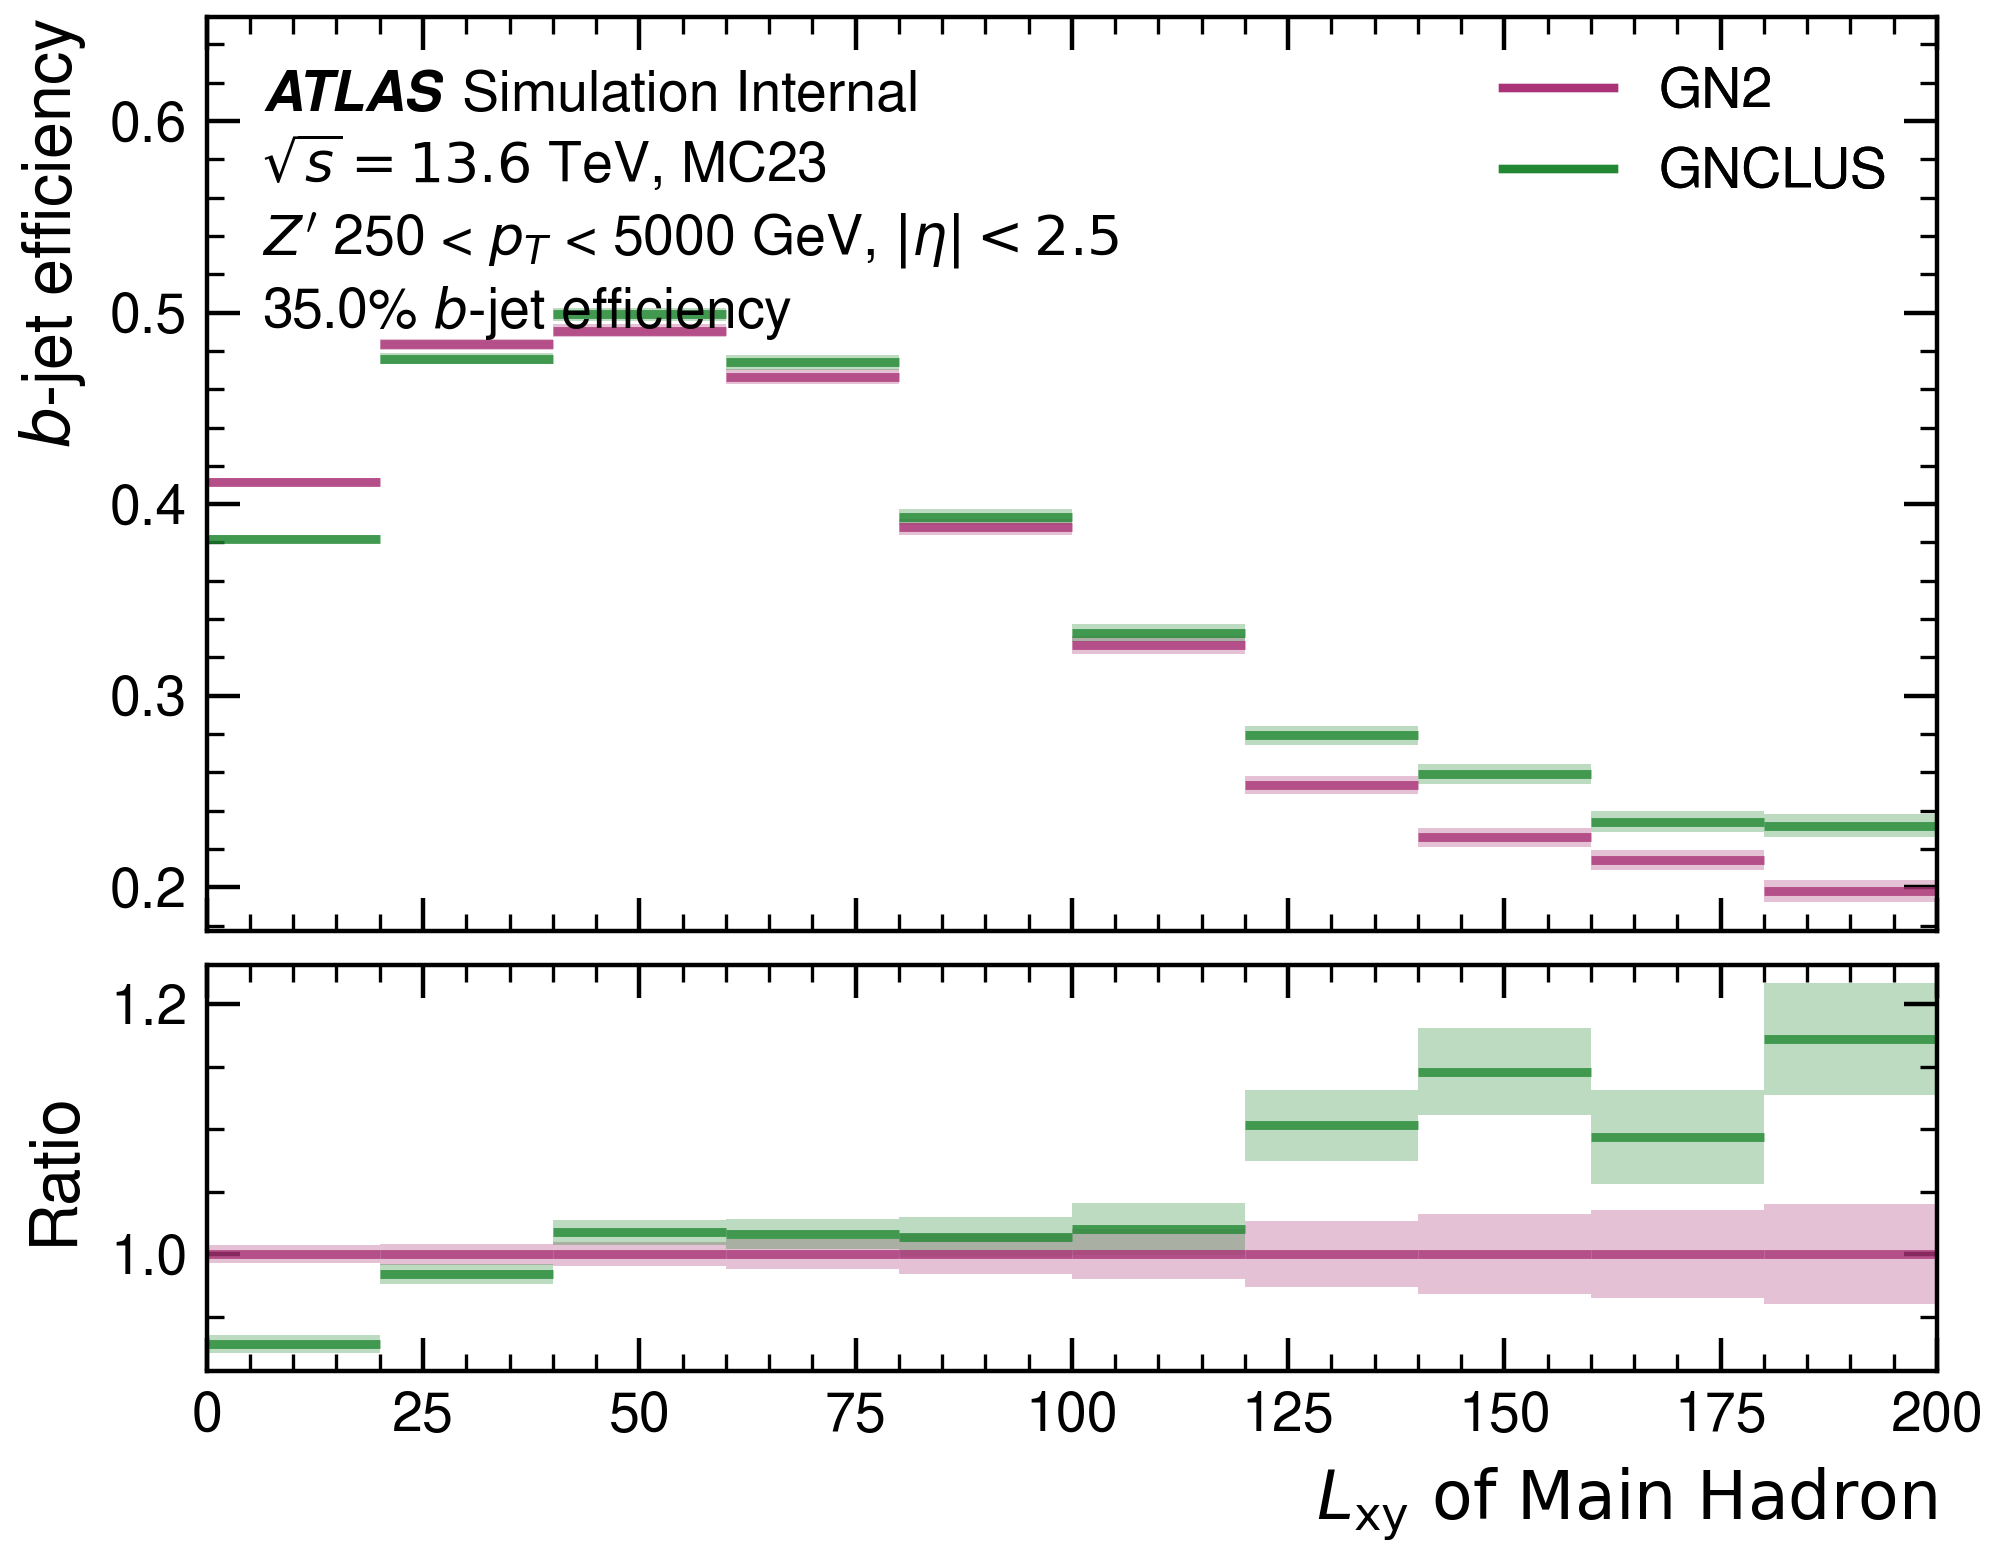 b-jet efficiency
ATLAS Simulation Internal
√s = 13.6 TeV, MC23
Z′ 250 < p_T < 5000 GeV, |η| < 2.5
35.0% b-jet efficiency
GN2
GNCLUS
0.6
0.5
0.4
0.3
0.2
Ratio
1.2
1.0
0 25 50 75 100 125 150 175 200
L_xy of Main Hadron